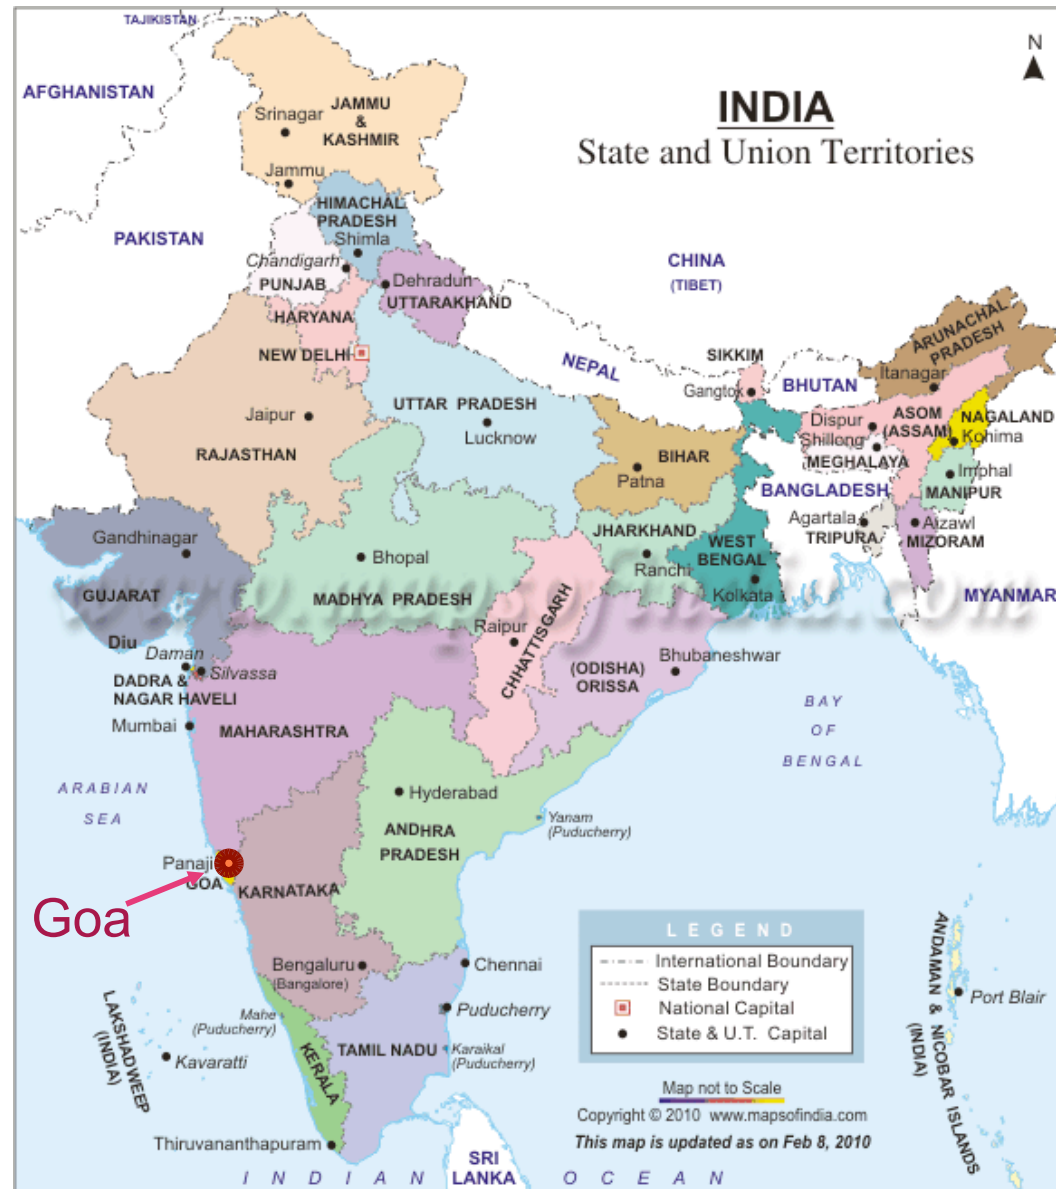 TAJIKISTAN
AFGHANISTAN
N
INDIA
State and Union Territories
JAMMU
&
KASHMIR
Srinagar
Jammu
HIMACHAL
PRADESH
Shimla
PAKISTAN
Chandigarh
PUNJAB
Dehradun
UTTARAKHAND
CHINA
(TIBET)
HARYANA
NEW DELHI
NEPAL
SIKKIM
Gangtok
BHUTAN
ARUNACHAL
PRADESH
Itanagar
Jaipur
RAJASTHAN
UTTAR PRADESH
Lucknow
BIHAR
Patna
Dispur
Shillong
MEGHALAYA
ASOM
(ASSAM)
NAGALAND
Kohima
BANGLADESH
Imphal
MANIPUR
Agartala
TRIPURA
Aizawl
MIZORAM
MYANMAR
Gandhinagar
GUJARAT
Diu
Daman
Silvassa
DADRA &
NAGAR HAVELI
Bhopal
MADHYA PRADESH
JHARKHAND
Ranchi
WEST
BENGAL
Kolkata
www.mapsofindia.com
Raipur
CHHATTISGARH
(ODISHA)
ORISSA
Bhubaneshwar
Mumbai
MAHARASHTRA
BAY
OF
BENGAL
ARABIAN
SEA
Hyderabad
ANDHRA
PRADESH
Yanam
(Puducherry)
Panaji
GOA
Goa
KARNATAKA
Bengaluru
(Bangalore)
Chennai
Mahe
(Puducherry)
Puducherry
KERALA
TAMIL NADU
Karaikal
(Puducherry)
LAKSHADWEEP
(INDIA)
Kavaratti
Thiruvananthapuram
LEGEND
International Boundary
State Boundary
National Capital
State & U.T. Capital
Map not to Scale
Copyright © 2010 www.mapsofindia.com
This map is updated as on Feb 8, 2010
ANDAMAN & NICOBAR ISLANDS
(INDIA)
Port Blair
SRI
LANKA
INDIAN OCEAN